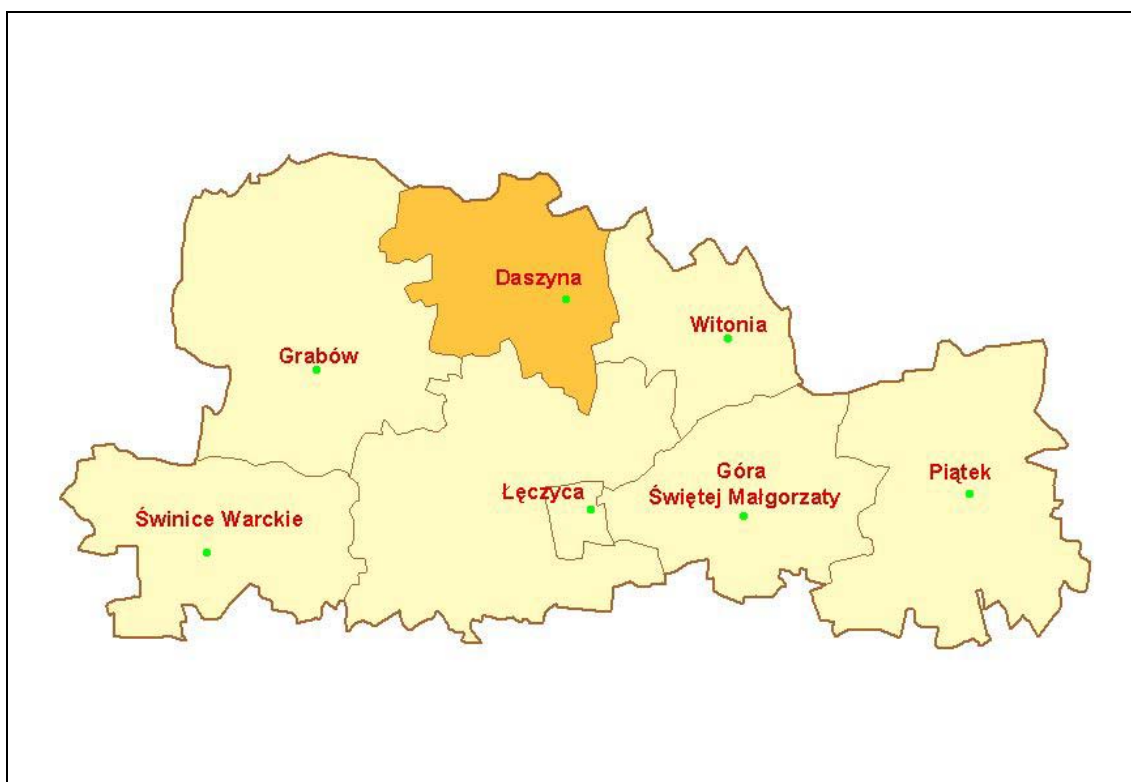 Daszyna
Witonia
Grabów
Góra
Świętej Małgorzaty
Piątek
Łęczyca
Świnice Warckie